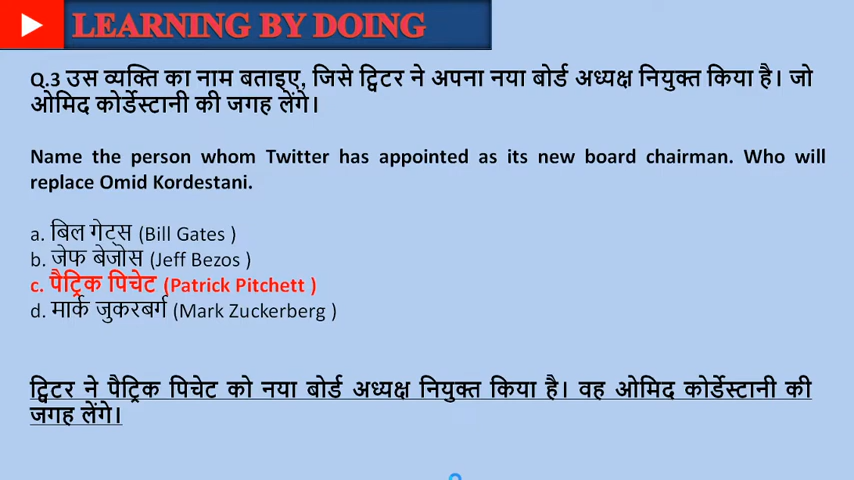 LEARNING BY DOING
Q.3 उस व्यक्ति का नाम बताइए, जिसे ट्विटर ने अपना नया बोर्ड अध्यक्ष नियुक्त किया है। जो
ओमिद कोर्डेस्टानी की जगह लेंगे।
Name the person whom Twitter has appointed as its new board chairman. Who will
replace Omid Kordestani.
a. बिल गेट्स (Bill Gates )
b. जेफ बेजोस (Jeff Bezos )
c. पैट्रिक पिचेट (Patrick Pitchett )
d. मार्क जुकरबर्ग (Mark Zuckerberg )
ट्विटर ने पैट्रिक पिचेट को नया बोर्ड अध्यक्ष नियुक्त किया है। वह ओमिद कोर्डेस्टानी की
जगह लेंगे।